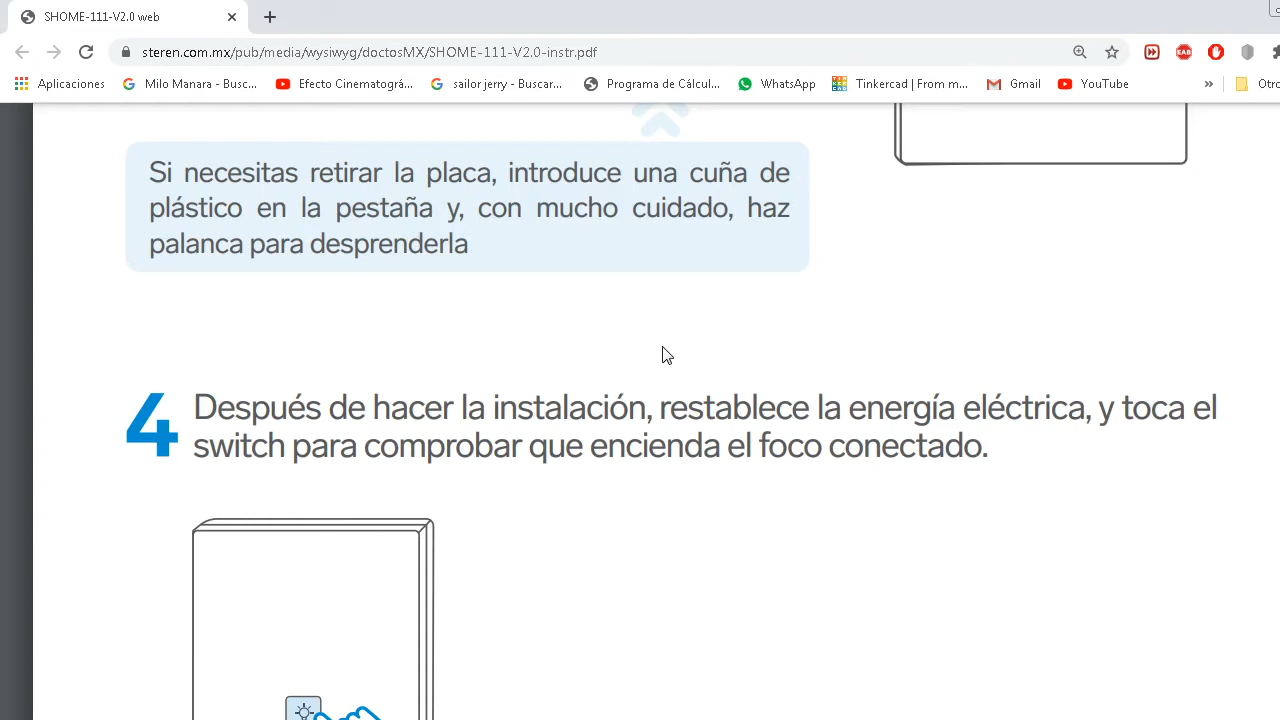 SHOME-111-V2.0 web
steren.com.mx/pub/media/wysiwyg/doctosMX/SHOME-111-V2.0-instr.pdf
EAB
Aplicaciones
Milo Manara - Busc...
Efecto Cinematográ...
sailor jerry - Buscar...
Programa de Cálcul...
WhatsApp
Tinkercad | From m...
Gmail
YouTube
»
Otro
Si necesitas retirar la placa, introduce una cuña de
plástico en la pestaña y, con mucho cuidado, haz
palanca para desprenderla
4 Después de hacer la instalación, restablece la energía eléctrica, y toca el
switch para comprobar que encienda el foco conectado.